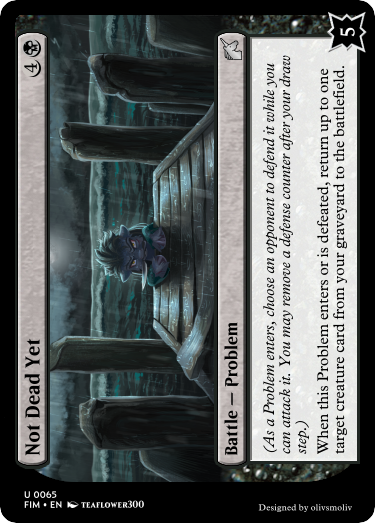 Not Dead Yet 4
Battle — Problem
(As a Problem enters, choose an opponent to defend it while you
can attack it. You may remove a defense counter after your draw
step.)
When this Problem enters or is defeated, return up to one
target creature card from your graveyard to the battlefield.
5
U 0065
FIM • EN TEAFLOWER300
Designed by olivsmoliv